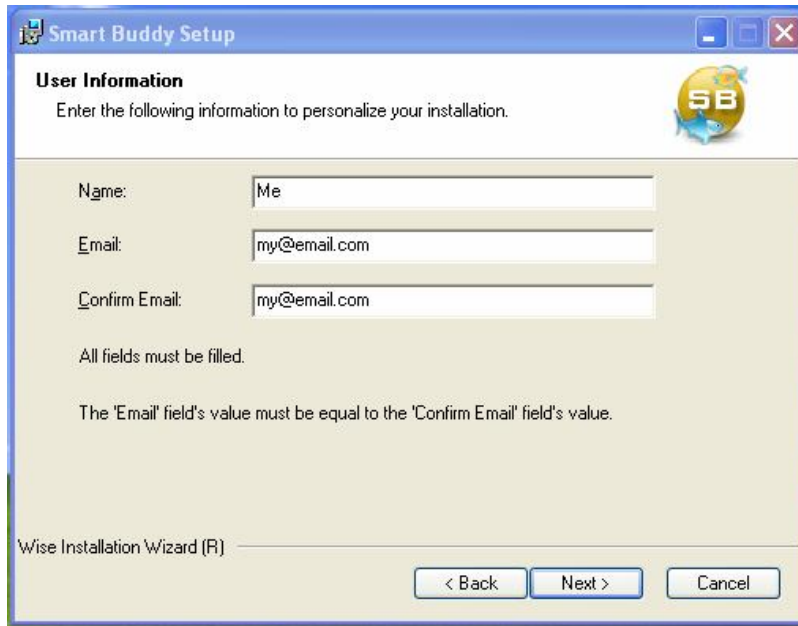 Smart Buddy Setup
User Information
Enter the following information to personalize your installation.
SB
Name: Me
Email: my@email.com
Confirm Email: my@email.com
All fields must be filled.
The 'Email' field's value must be equal to the 'Confirm Email' field's value.
Wise Installation Wizard (R)
< Back Next > Cancel